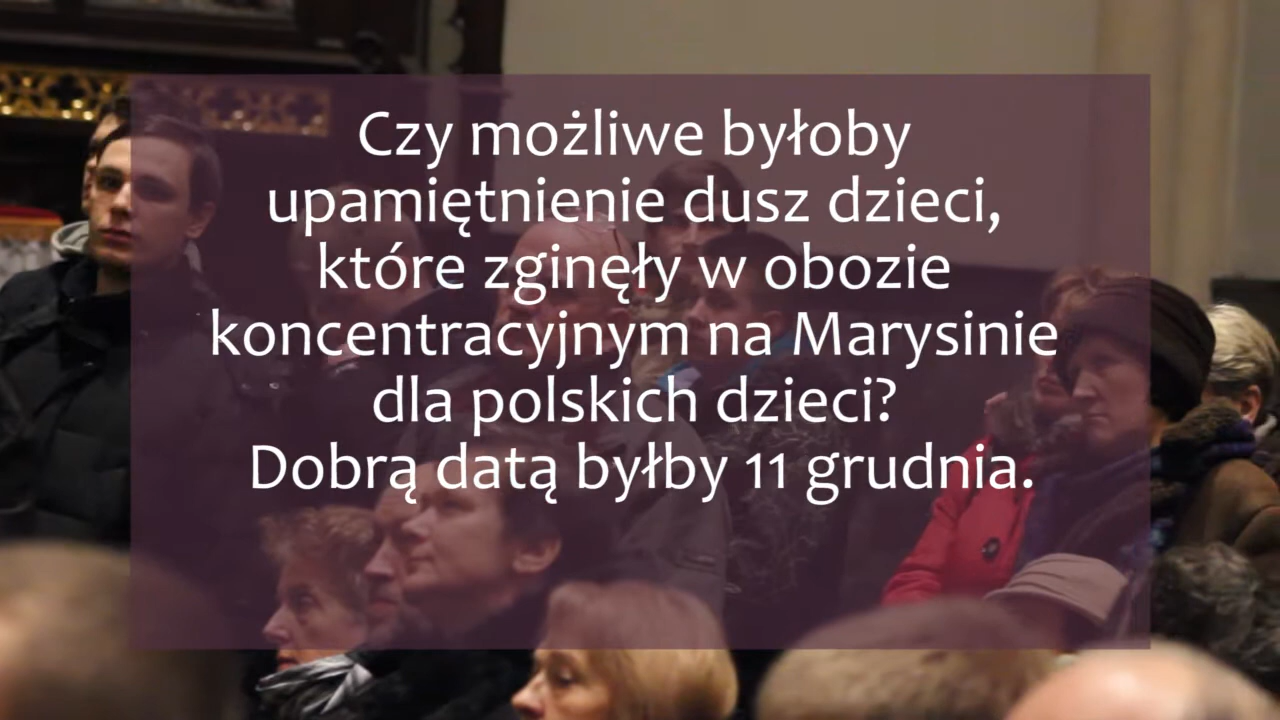 Czy możliwe byłoby
upamiętnienie dusz dzieci,
które zginęły w obozie
koncentracyjnym na Marysinie
dla polskich dzieci?
Dobrą datą byłby 11 grudnia.